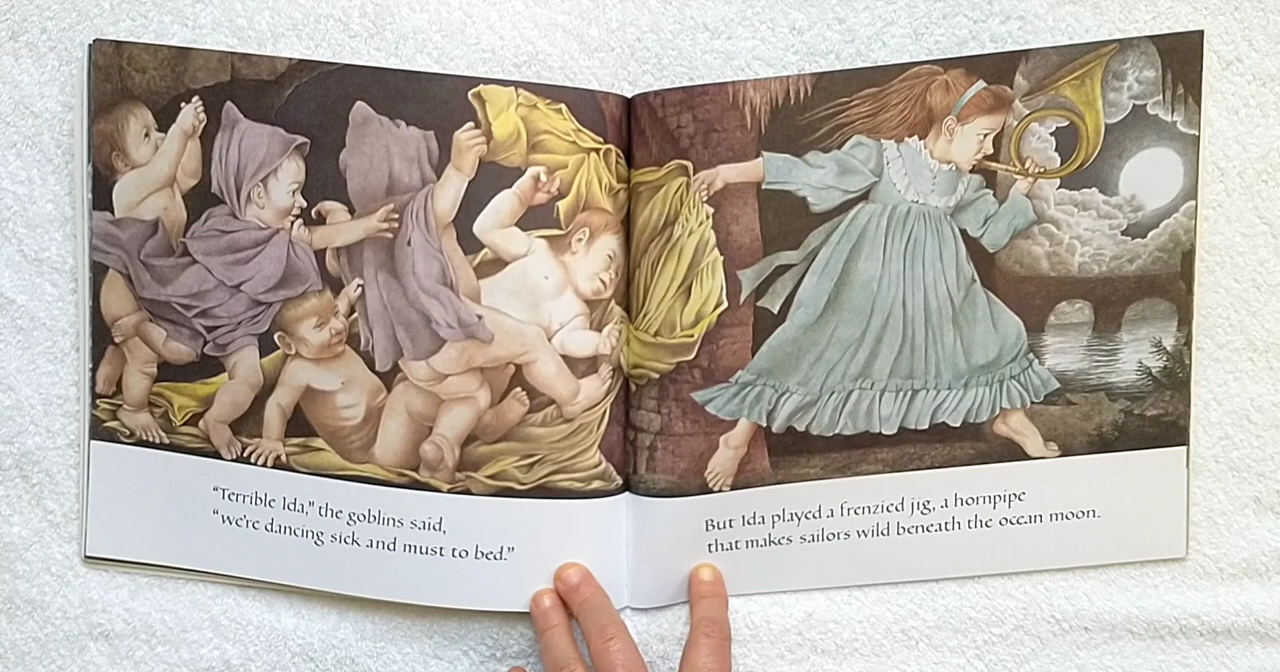 “Terrible Ida,” the goblins said,
“we’re dancing sick and must to bed.”
But Ida played a frenzied jig, a hornpipe
that makes sailors wild beneath the ocean moon.